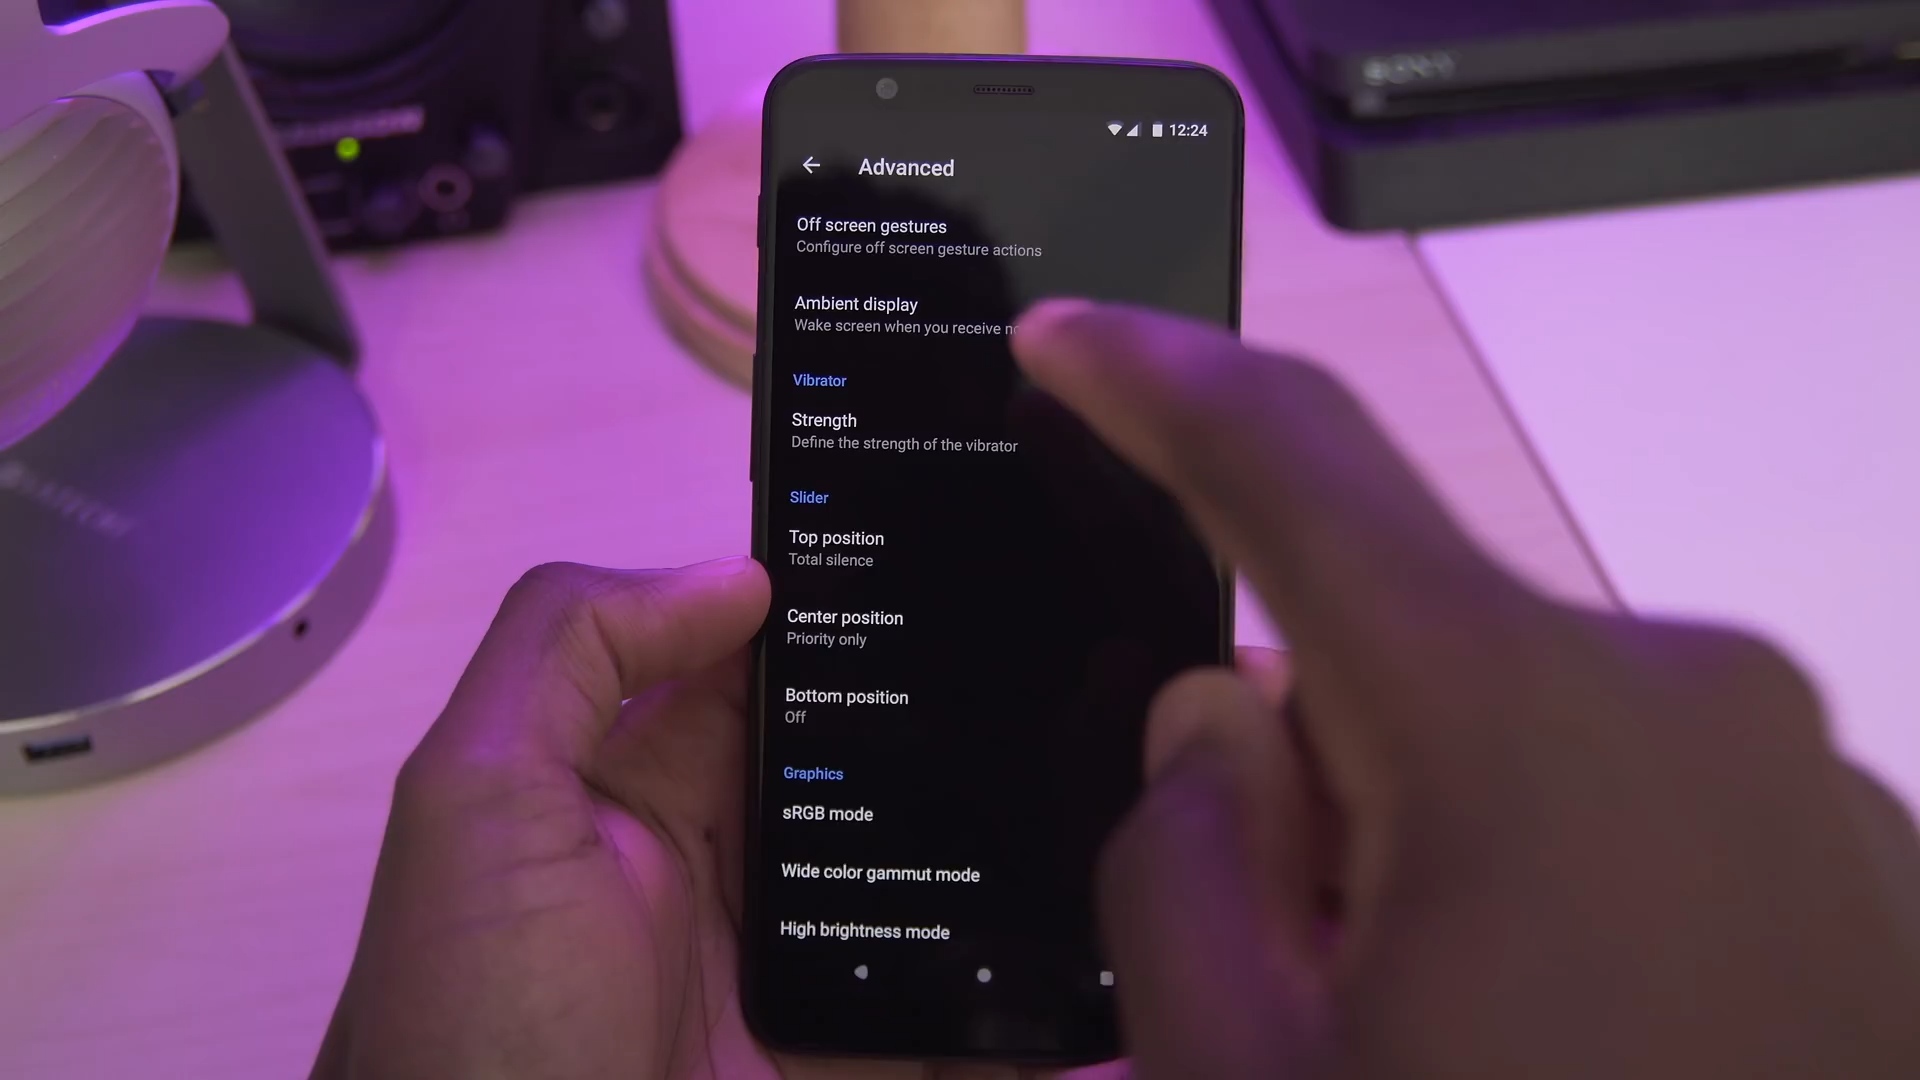 SONY
12:24
Advanced
Off screen gestures
Configure off screen gesture actions
Ambient display
Wake screen when you receive
Vibrator
Strength
Define the strength of the vibrator
Slider
Top position
Total silence
Center position
Priority only
Bottom position
Off
Graphics
sRGB mode
Wide color gammut mode
High brightness mode